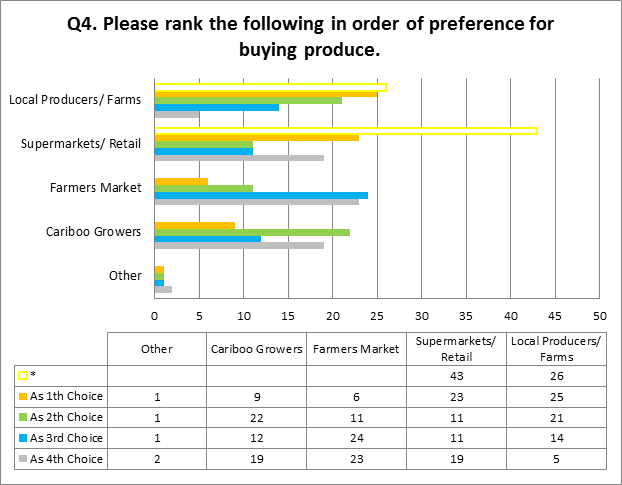 Q4. Please rank the following in order of preference for
buying produce.
Local Producers/ Farms
Supermarkets/ Retail
Farmers Market
Cariboo Growers
Other
0 5 10 15 20 25 30 35 40 45 50
Other Cariboo Growers Farmers Market Supermarkets/ Retail Local Producers/ Farms
* 43 26
As 1th Choice 1 9 6 23 25
As 2th Choice 1 22 11 11 21
As 3rd Choice 1 12 24 11 14
As 4th Choice 2 19 23 19 5